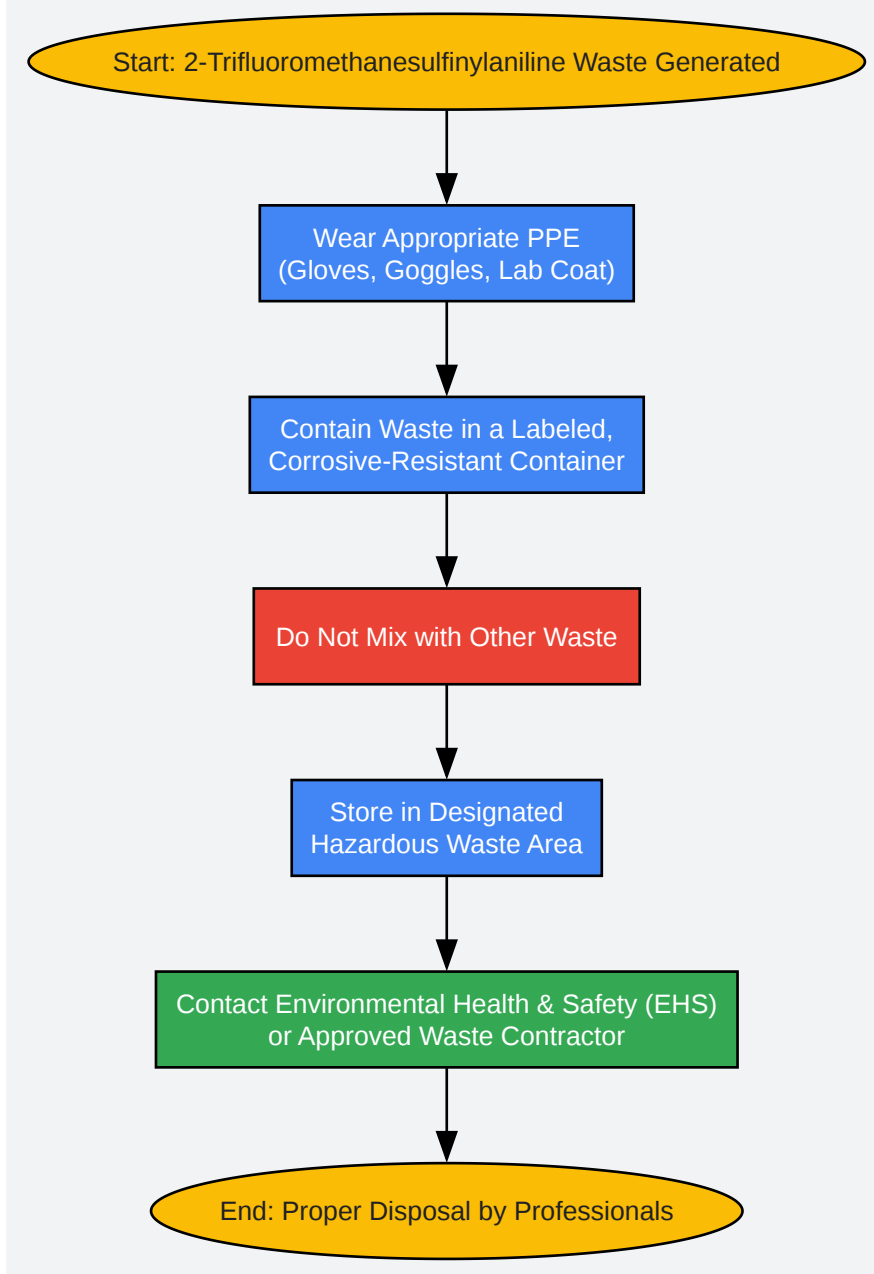 Start: 2-Trifluoromethanesulfinylaniline Waste Generated
Wear Appropriate PPE
(Gloves, Goggles, Lab Coat)
Contain Waste in a Labeled,
Corrosive-Resistant Container
Do Not Mix with Other Waste
Store in Designated
Hazardous Waste Area
Contact Environmental Health & Safety (EHS)
or Approved Waste Contractor
End: Proper Disposal by Professionals